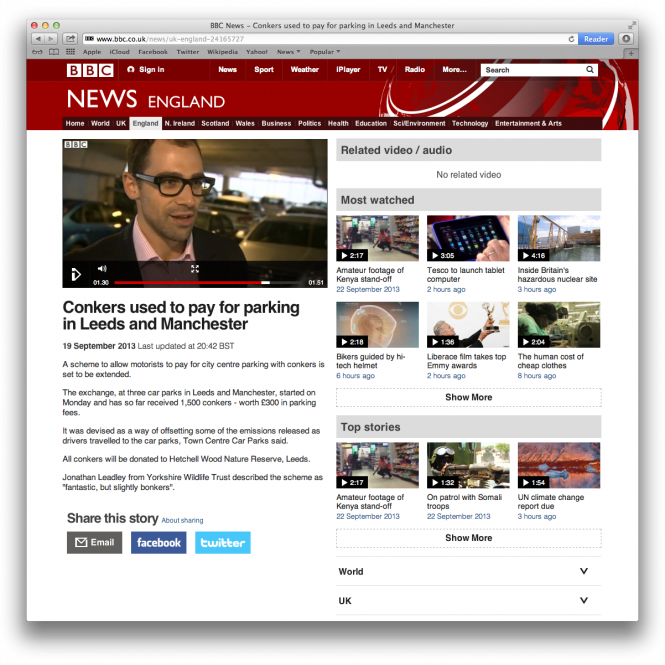 BBC News – Conkers used to pay for parking in Leeds and Manchester
www.bbc.co.uk/news/uk-england-24165727
Reader
Apple iCloud Facebook Twitter Wikipedia Yahoo! News Popular
BBC Sign in News Sport Weather iPlayer TV Radio More... Search
NEWS ENGLAND
Home World UK England N. Ireland Scotland Wales Business Politics Health Education Sci/Environment Technology Entertainment & Arts
BBC
01.30 01.51
Conkers used to pay for parking
in Leeds and Manchester
19 September 2013 Last updated at 20:42 BST
A scheme to allow motorists to pay for city centre parking with conkers is
set to be extended.
The exchange, at three car parks in Leeds and Manchester, started on
Monday and has so far received 1,500 conkers - worth £300 in parking
fees.
It was devised as a way of offsetting some of the emissions released as
drivers travelled to the car parks, Town Centre Car Parks said.
All conkers will be donated to Hetchell Wood Nature Reserve, Leeds.
Jonathan Leadley from Yorkshire Wildlife Trust described the scheme as
"fantastic, but slightly bonkers".
Share this story About sharing
Email facebook twitter
Related video / audio
No related video
Most watched
2:17 3:05 4:16
Amateur footage of
Kenya stand-off
22 September 2013
Tesco to launch tablet
computer
2 hours ago
Inside Britain's
hazardous nuclear site
3 hours ago
2:18 1:36 2:04
Bikers guided by hi-
tech helmet
6 hours ago
Liberace film takes top
Emmy awards
2 hours ago
The human cost of
cheap clothes
8 hours ago
Show More
Top stories
2:17 1:32 1:54
Amateur footage of
Kenya stand-off
22 September 2013
On patrol with Somali
troops
22 September 2013
UN climate change
report due
3 hours ago
Show More
World
UK